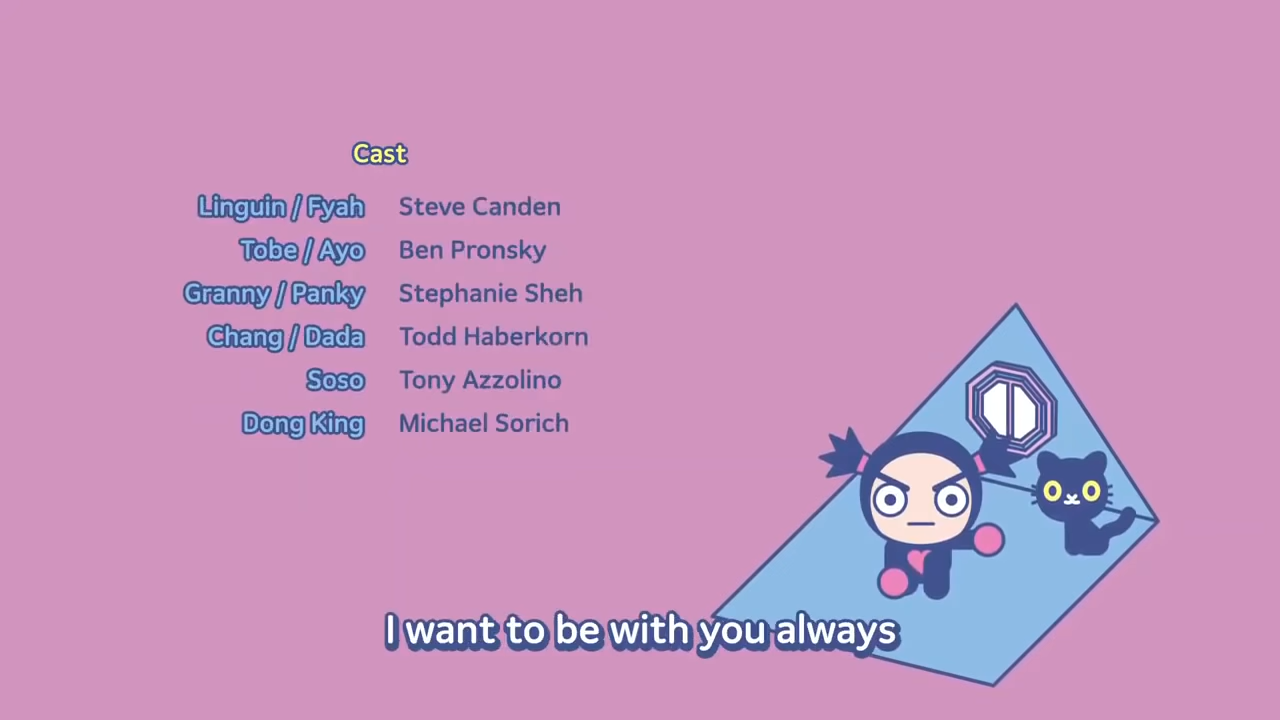 Cast
Linguin / Fyah Steve Canden
Tobe / Ayo Ben Pronsky
Granny / Panky Stephanie Sheh
Chang / Dada Todd Haberkorn
Soso Tony Azzolino
Dong King Michael Sorich
I want to be with you always